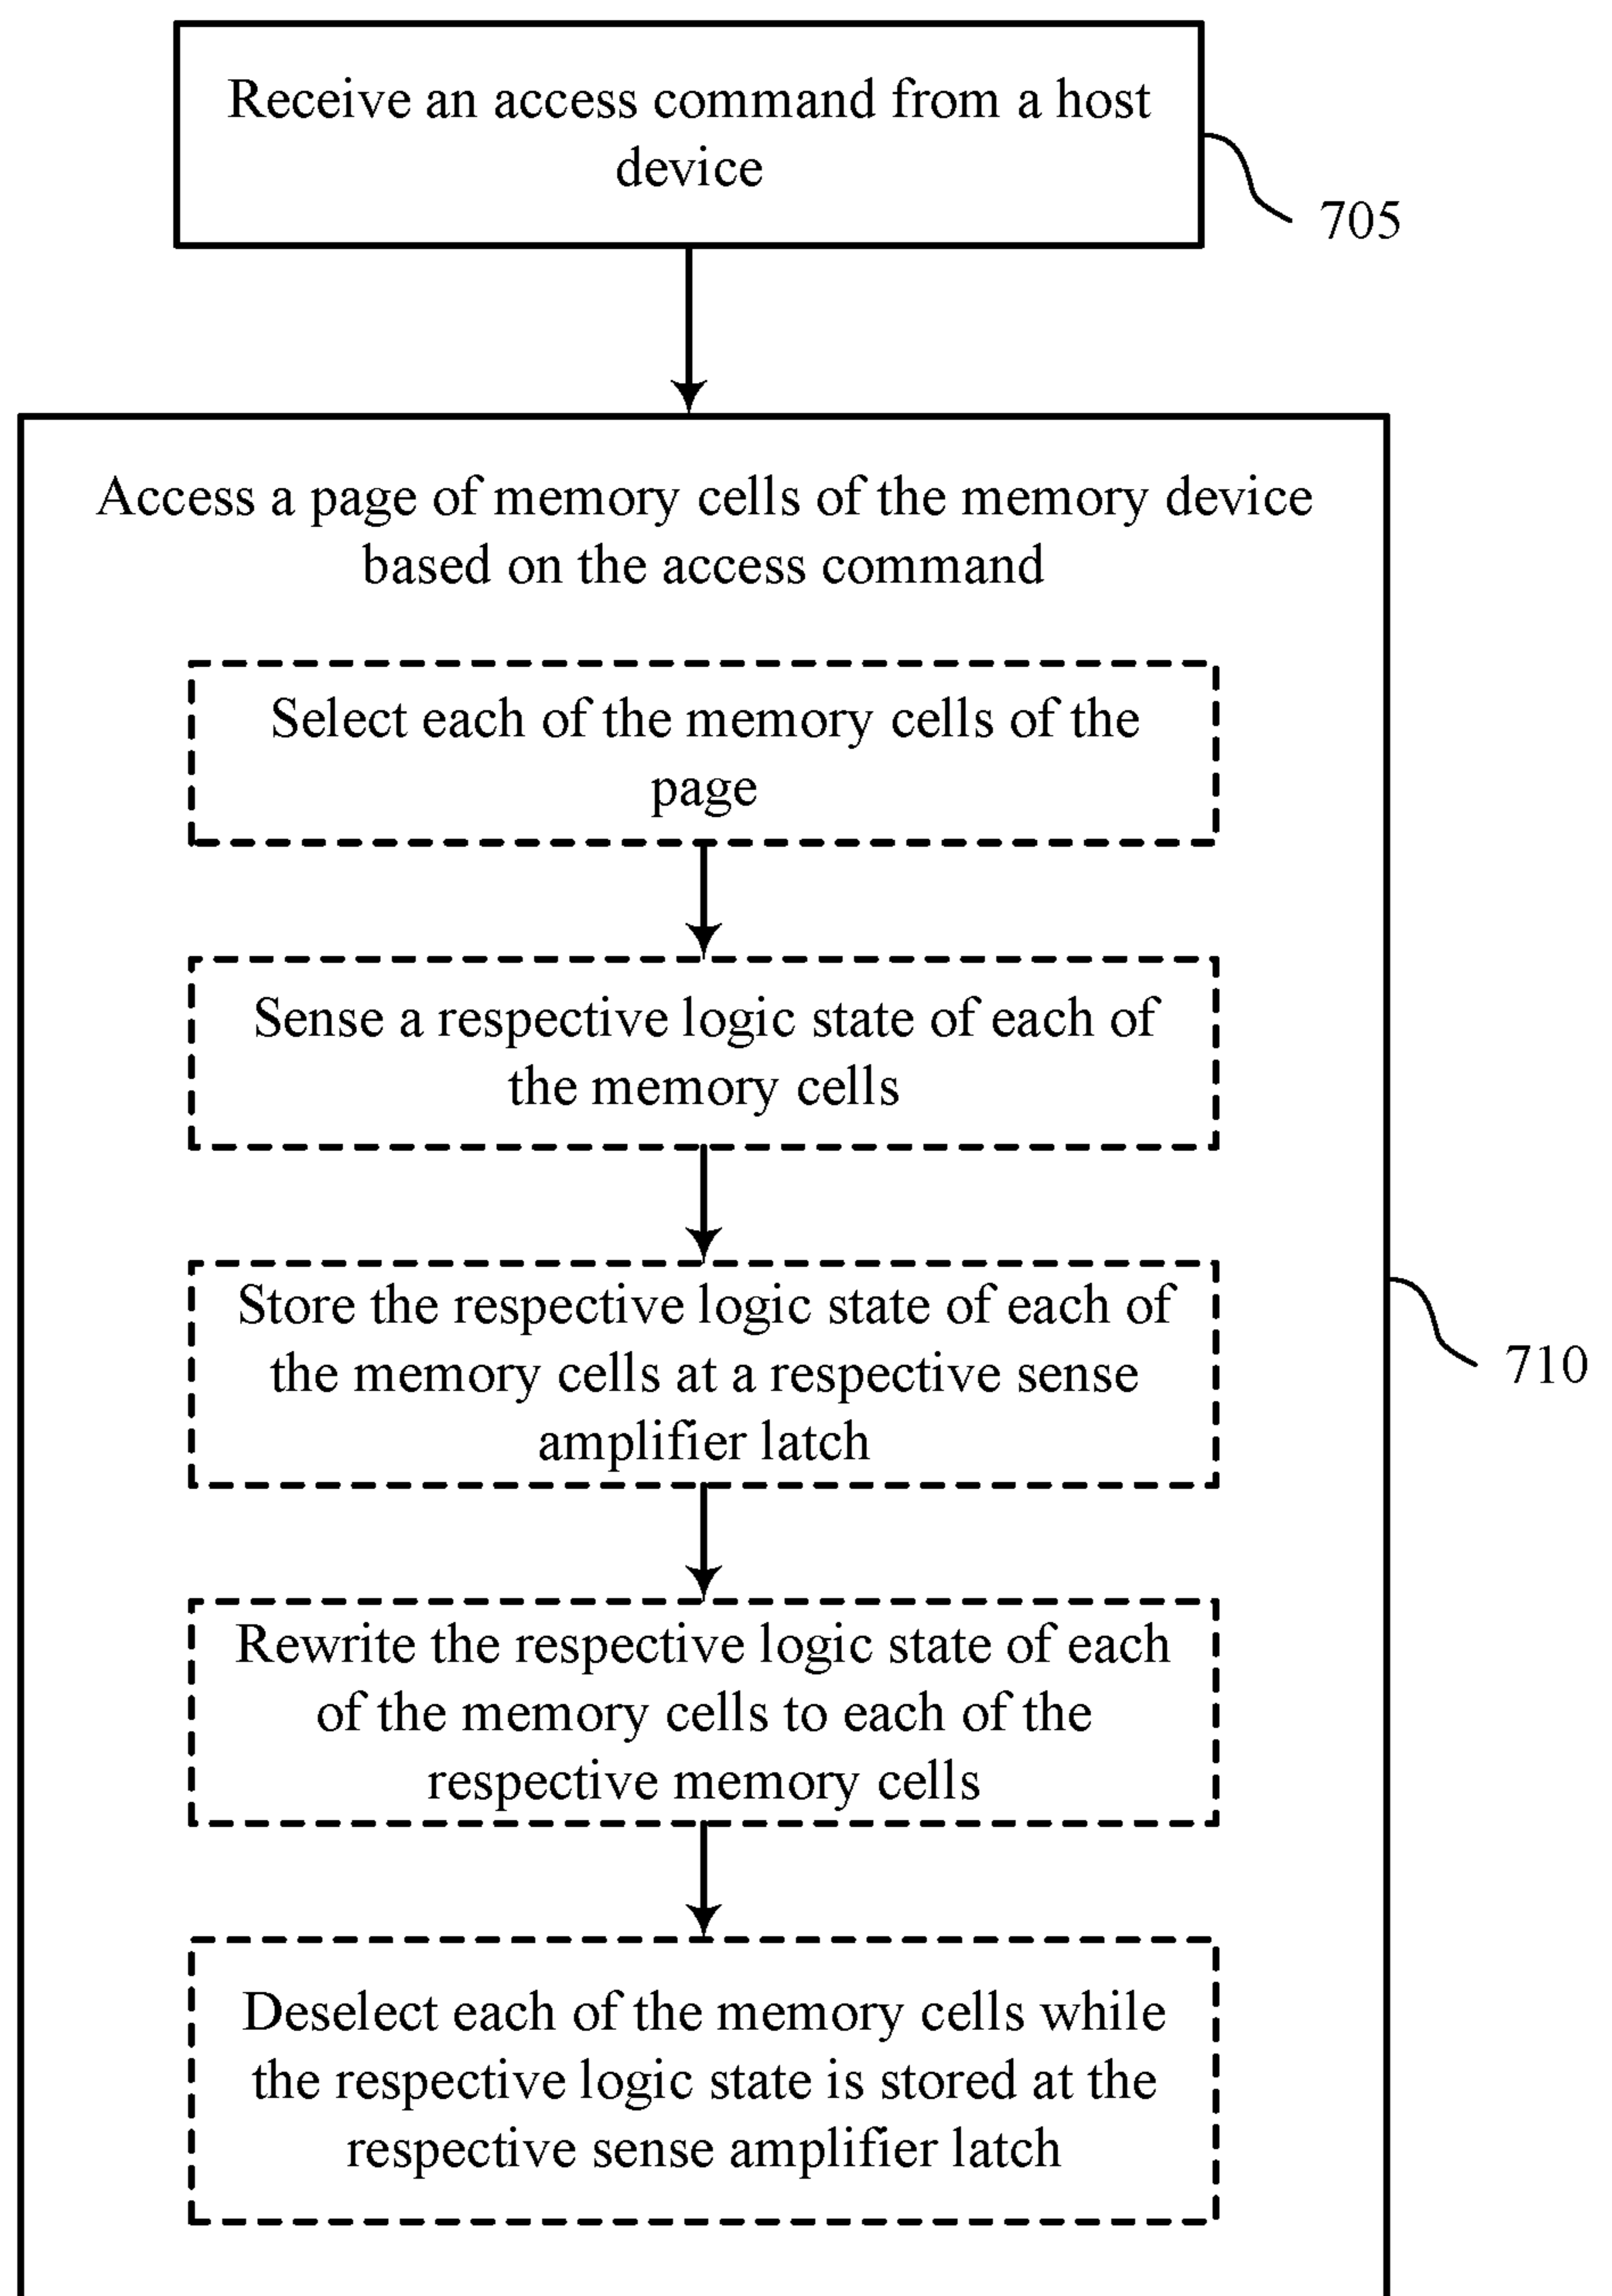 Receive an access command from a host
device
705
Access a page of memory cells of the memory device
based on the access command
Select each of the memory cells of the
page
Sense a respective logic state of each of
the memory cells
Store the respective logic state of each of
the memory cells at a respective sense
amplifier latch
710
Rewrite the respective logic state of each
of the memory cells to each of the
respective memory cells
Deselect each of the memory cells while
the respective logic state is stored at the
respective sense amplifier latch